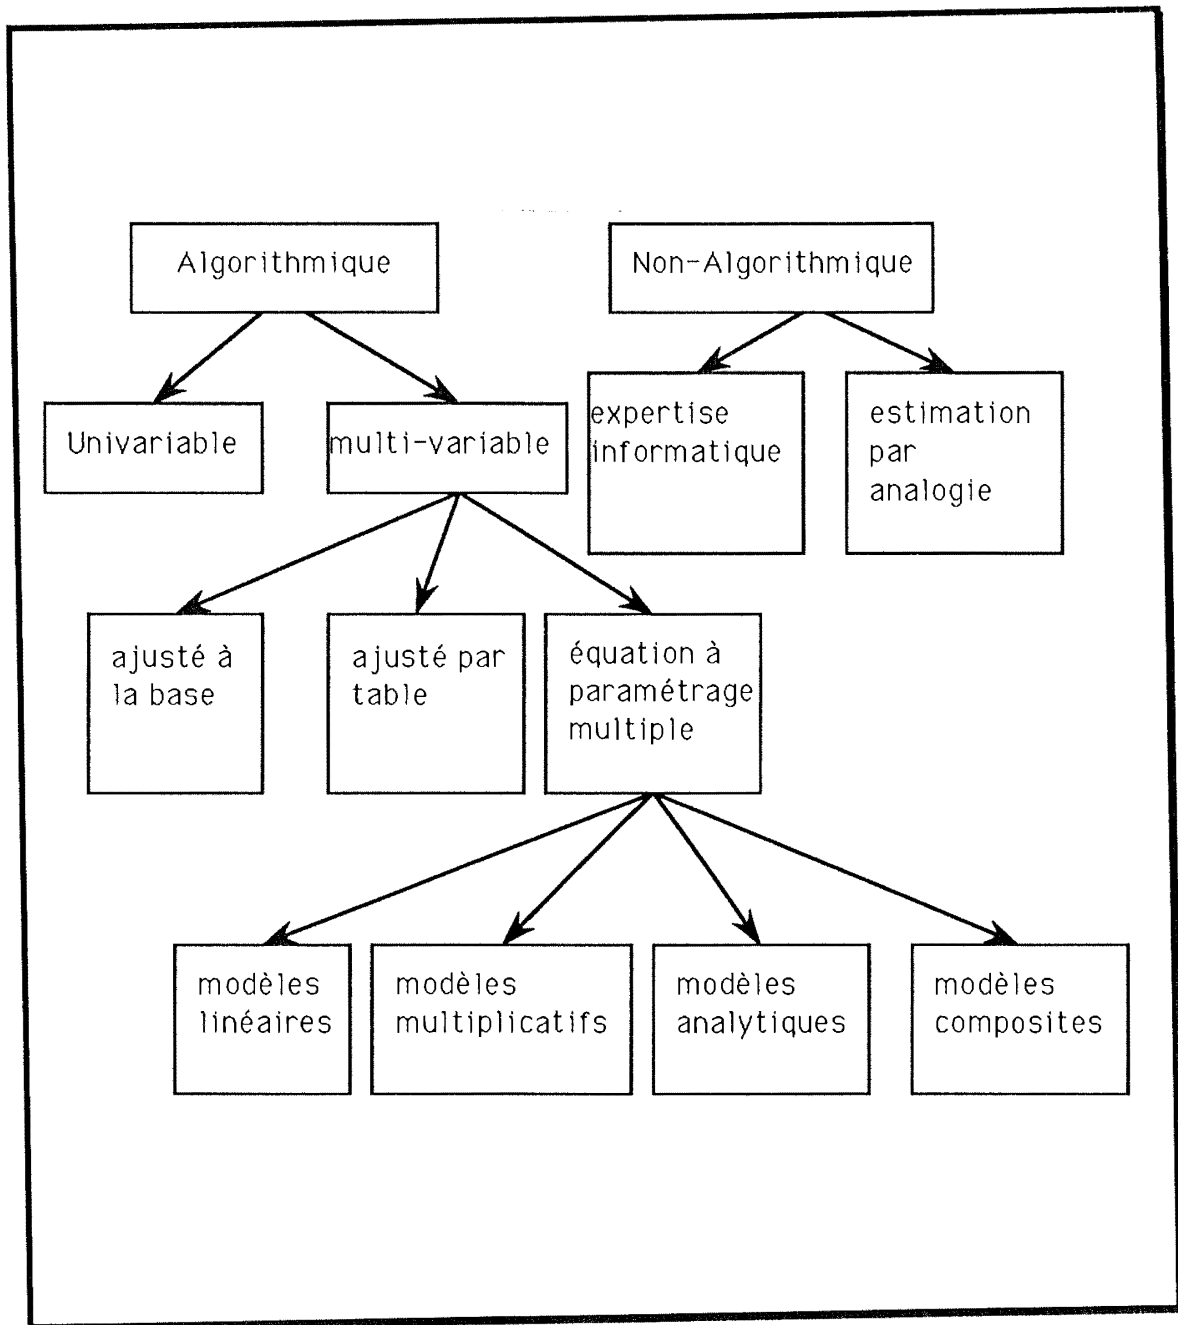 Algorithmique
Non-Algorithmique
Univariable
multi-variable
expertise
informatique
estimation
par
analogie
ajusté à
la base
ajusté par
table
équation à
paramétrage
multiple
modèles
linéaires
modèles
multiplicatifs
modèles
analytiques
modèles
composites